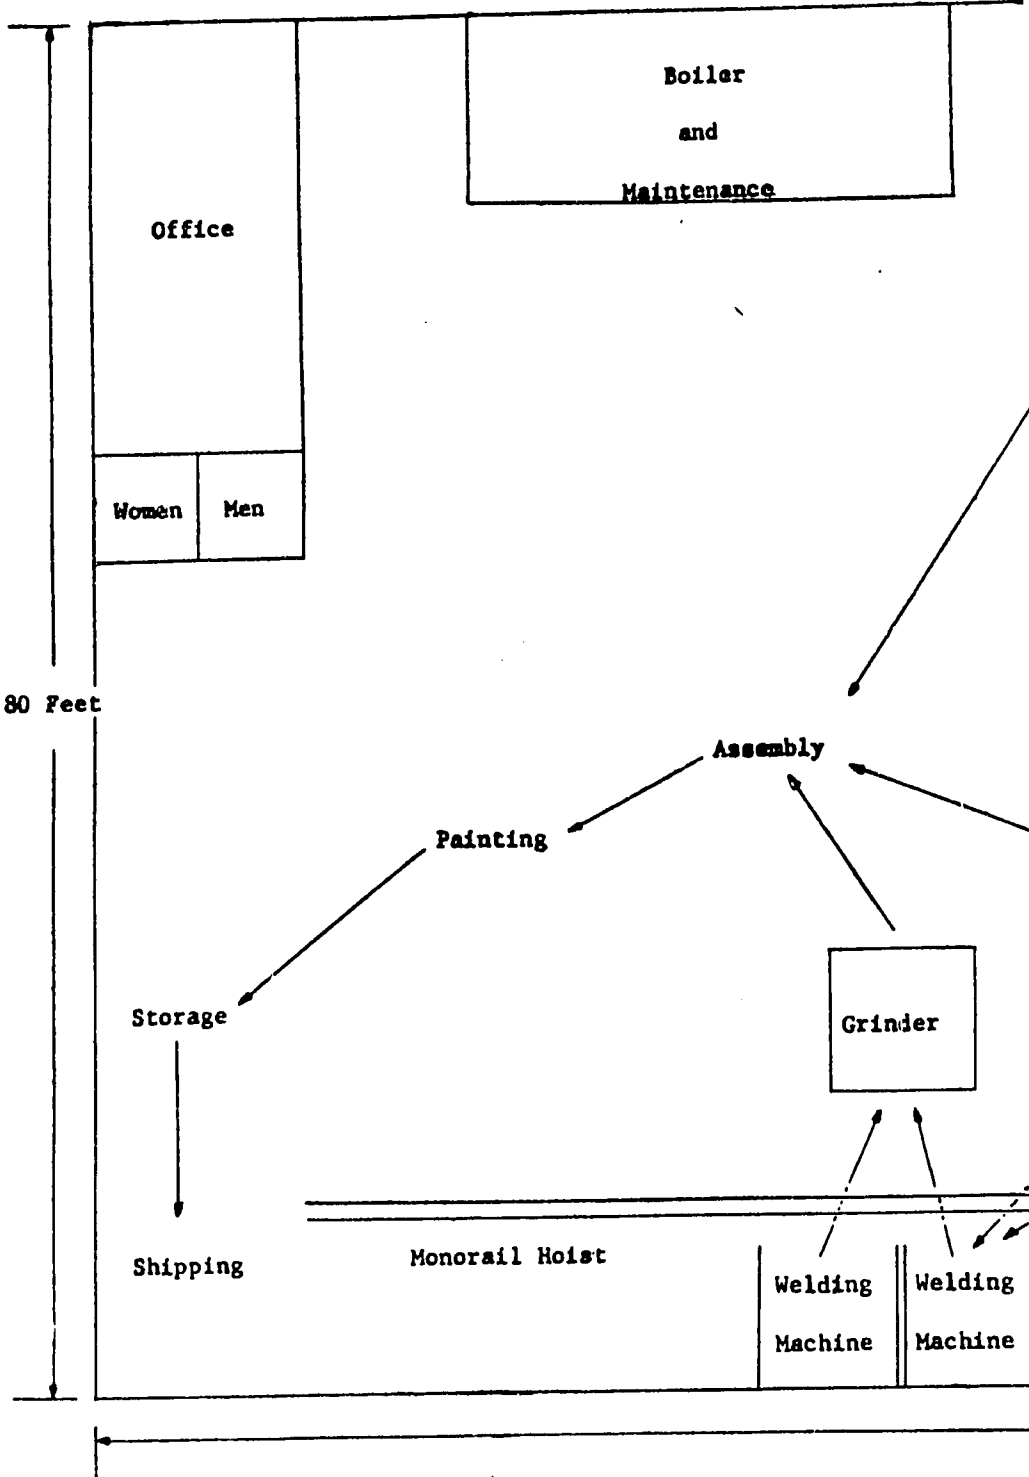 Boiler
and
Maintenance
Office
Women
Men
80 Feet
Assembly
Painting
Storage
Grinder
Shipping
Monorail Hoist
Welding
Machine
Welding
Machine